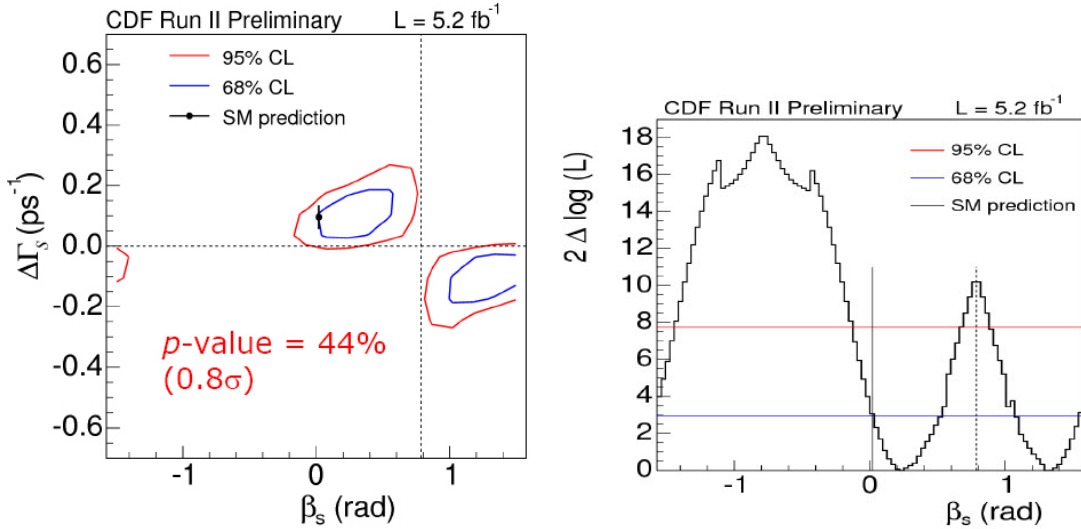 CDF Run II Preliminary L = 5.2 fb⁻¹
95% CL
68% CL
SM prediction
0.6
0.4
0.2
0.0
-0.2
-0.4
-0.6
ΔΓs (ps⁻¹)
p-value = 44%
(0.8σ)
-1 0 1
βs (rad)
CDF Run II Preliminary L = 5.2 fb⁻¹
95% CL
68% CL
SM prediction
18
16
14
12
10
8
6
4
2
0
2 Δ log (L)
-1 0 1
βs (rad)